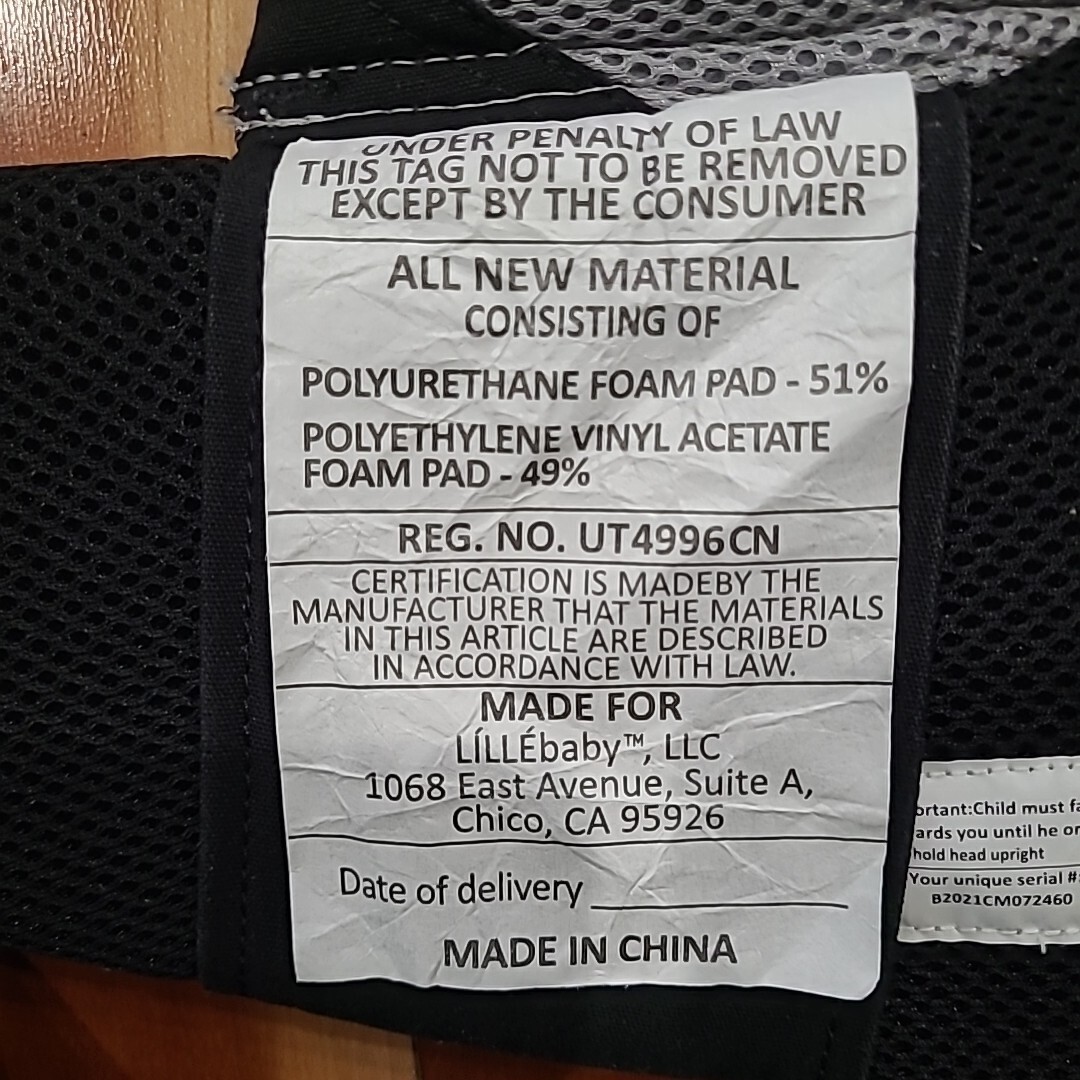 UNDER PENALTY OF LAW
THIS TAG NOT TO BE REMOVED
EXCEPT BY THE CONSUMER
ALL NEW MATERIAL
CONSISTING OF
POLYURETHANE FOAM PAD - 51%
POLYETHYLENE VINYL ACETATE
FOAM PAD - 49%
REG. NO. UT4996CN
CERTIFICATION IS MADEBY THE
MANUFACTURER THAT THE MATERIALS
IN THIS ARTICLE ARE DESCRIBED
IN ACCORDANCE WITH LAW.
MADE FOR
LÍLLÉbaby™, LLC
1068 East Avenue, Suite A,
Chico, CA 95926
Date of delivery
MADE IN CHINA
ortant:Child must fa
ards you until he or
hold head upright
Your unique serial #:
B2021CM072460